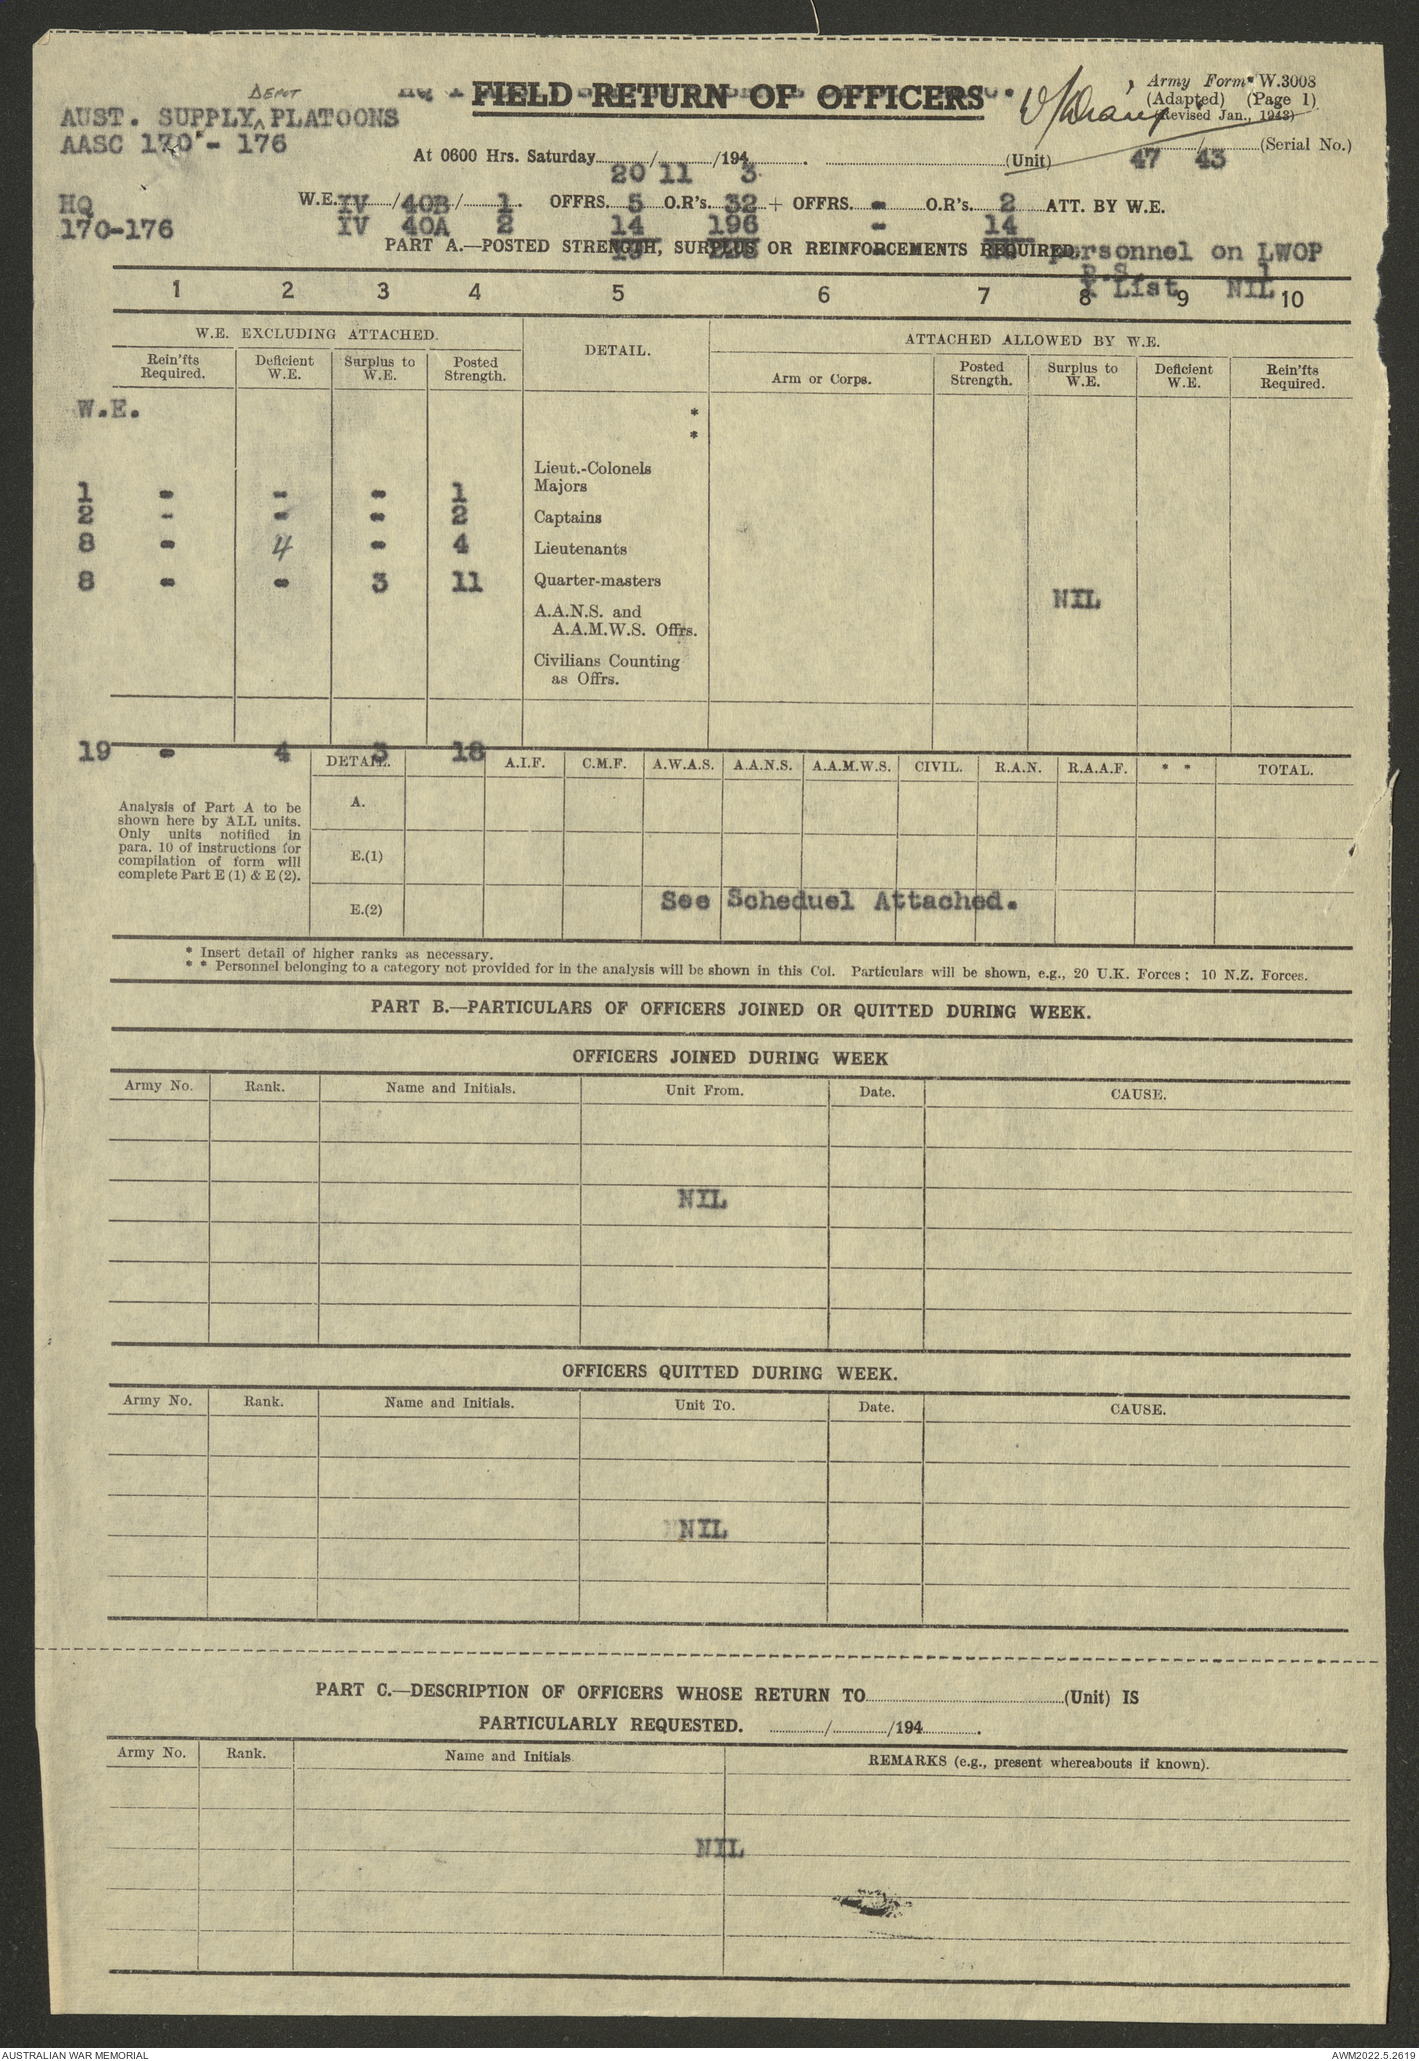 DEPOT
FIELD RETURN OF OFFICERS
Army Form W.3008
(Adapted) (Page 1)
(Revised Jan., 1943)
AUST. SUPPLY ^ PLATOONS
AASC 170 - 176
At 0600 Hrs. Saturday............/............/194............. ............(Unit) ............/............(Serial No.)
20 11 3 47 43
HQ W.E. IV /40B / 1. OFFRS. 5 O.R's. 32 + OFFRS. - O.R's. 2 ATT. BY W.E.
170-176 IV 40A 2 14 196 - 14
PART A.—POSTED STRENGTH, SURPLUS OR REINFORCEMENTS REQUIRED.
19 228 - personnel on LWOP
1
X List NIL
1 2 3 4 5 6 7 8 9 10
W.E. EXCLUDING ATTACHED. DETAIL. ATTACHED ALLOWED BY W.E.
Rein'fts Required. Deficient W.E. Surplus to W.E. Posted Strength. Arm or Corps. Posted Strength. Surplus to W.E. Deficient W.E. Rein'fts Required.
W.E. *
*
Lieut.-Colonels
1 - - - 1 Majors
2 - - - 2 Captains
8 - 4 - 4 Lieutenants
8 - - 3 11 Quarter-masters
NIL
A.A.N.S. and
A.A.M.W.S. Offrs.
Civilians Counting
as Offrs.
19 - 4 3 18
DETAIL. A.I.F. C.M.F. A.W.A.S. A.A.N.S. A.A.M.W.S. CIVIL. R.A.N. R.A.A.F. * * TOTAL.
Analysis of Part A to be
shown here by ALL units.
Only units notified in
para. 10 of instructions for
compilation of form will
complete Part E (1) & E (2).
A.
E.(1)
E.(2)
See Scheduel Attached.
* Insert detail of higher ranks as necessary.
* * Personnel belonging to a category not provided for in the analysis will be shown in this Col. Particulars will be shown, e.g., 20 U.K. Forces; 10 N.Z. Forces.
PART B.—PARTICULARS OF OFFICERS JOINED OR QUITTED DURING WEEK.
OFFICERS JOINED DURING WEEK
Army No. Rank. Name and Initials. Unit From. Date. CAUSE.
NIL
OFFICERS QUITTED DURING WEEK.
Army No. Rank. Name and Initials. Unit To. Date. CAUSE.
NIL
PART C.—DESCRIPTION OF OFFICERS WHOSE RETURN TO............(Unit) IS
PARTICULARLY REQUESTED. ............/............/194.............
Army No. Rank. Name and Initials REMARKS (e.g., present whereabouts if known).
NIL
AUSTRALIAN WAR MEMORIAL
AWM2022.5.2619